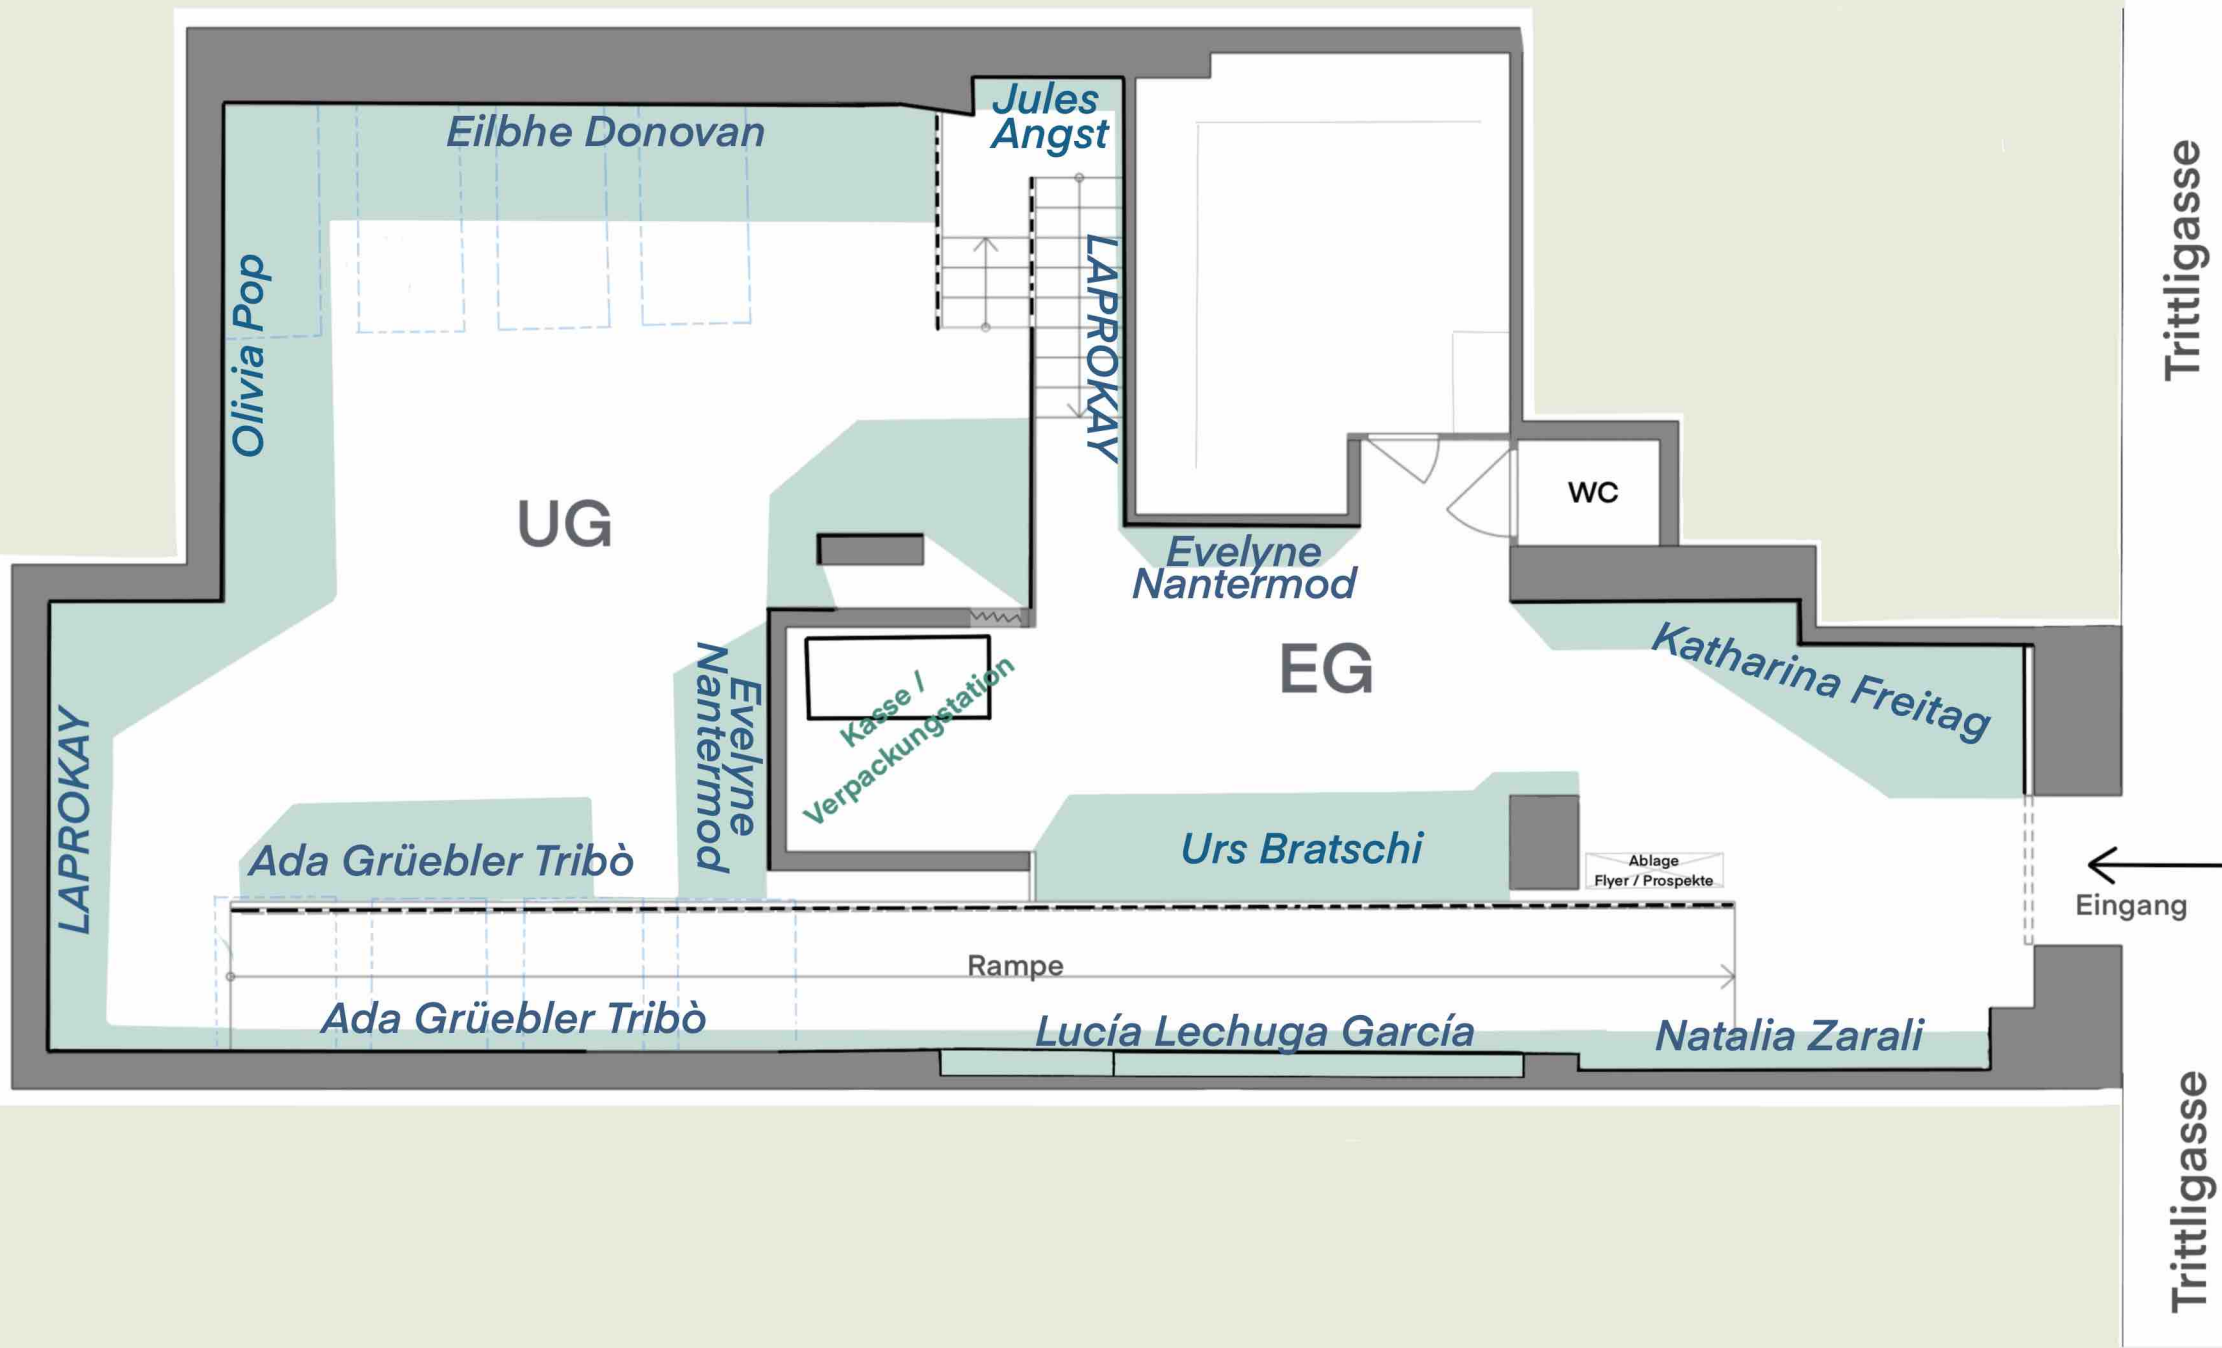 Jules
Angst
Eilbhe Donovan
Trittligasse
Olivia Pop
LAPROKAY
UG
WC
Evelyne
Nantermod
EG
Katharina Freitag
Kasse /
Verpackungstation
Evelyne
Nantermod
LAPROKAY
Ada Grüebler Tribò
Urs Bratschi
Ablage
Flyer / Prospekte
Eingang
Rampe
Ada Grüebler Tribò
Lucía Lechuga García
Natalia Zarali
Trittligasse